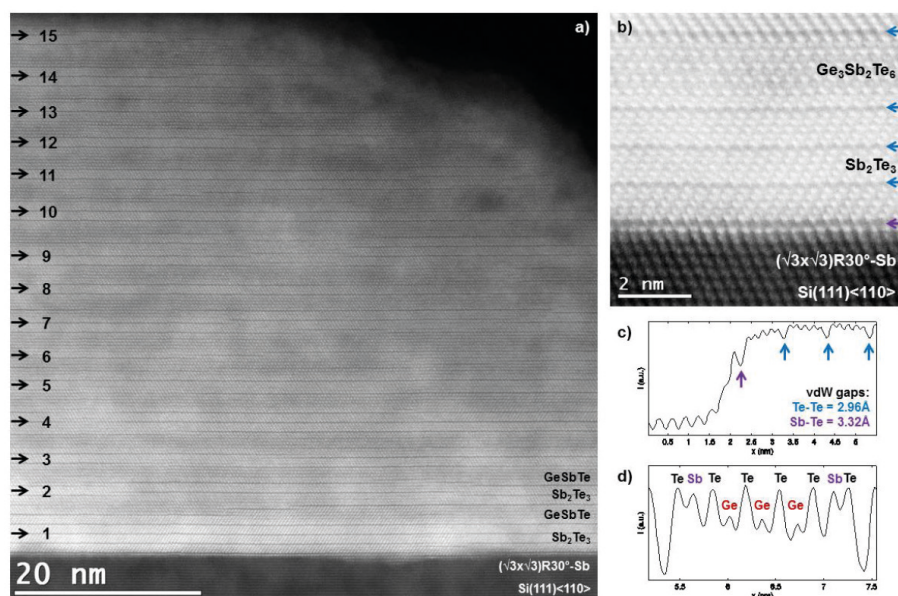 a)
15
14
13
12
11
10
9
8
7
6
5
4
3
2
1
GeSbTe
Sb₂Te₃
GeSbTe
Sb₂Te₃
(√3x√3)R30°-Sb
Si(111)<110>
20 nm
b)
Ge₃Sb₂Te₆
Sb₂Te₃
(√3x√3)R30°-Sb
Si(111)<110>
2 nm
c)
I (a.u.)
vdW gaps:
Te-Te = 2.96Å
Sb-Te = 3.32Å
0.5 1 1.5 2 2.6 3 3.5 4 4.5 5
x (nm)
d)
Te Sb Te Te Te Te Sb Te
Ge Ge Ge
I (a.u.)
5.5 6 6.5 7 7.5
x (nm)